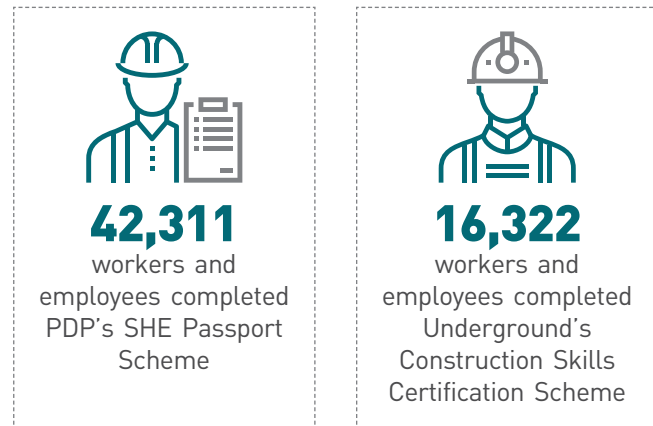 42,311
workers and
employees completed
PDP’s SHE Passport
Scheme
16,322
workers and
employees completed
Underground’s
Construction Skills
Certification Scheme